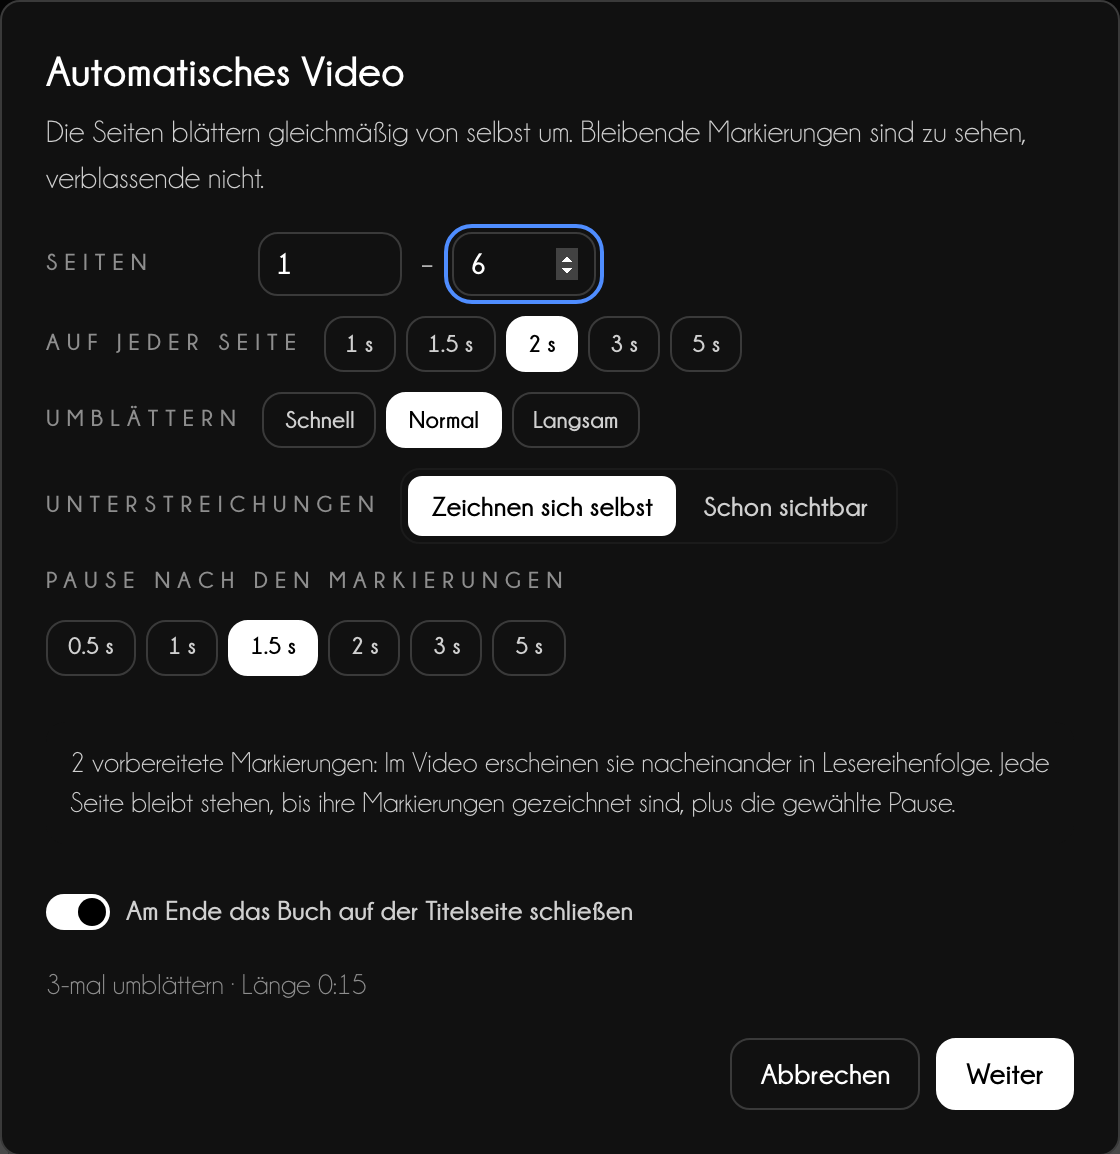 Automatisches Video
Die Seiten blättern gleichmäßig von selbst um. Bleibende Markierungen sind zu sehen,
verblassende nicht.
SEITEN 1 – 6
AUF JEDER SEITE 1 s 1.5 s 2 s 3 s 5 s
UMBLÄTTERN Schnell Normal Langsam
UNTERSTREICHUNGEN Zeichnen sich selbst Schon sichtbar
PAUSE NACH DEN MARKIERUNGEN
0.5 s 1 s 1.5 s 2 s 3 s 5 s
2 vorbereitete Markierungen: Im Video erscheinen sie nacheinander in Lesereihenfolge. Jede
Seite bleibt stehen, bis ihre Markierungen gezeichnet sind, plus die gewählte Pause.
Am Ende das Buch auf der Titelseite schließen
3-mal umblättern · Länge 0:15
Abbrechen Weiter